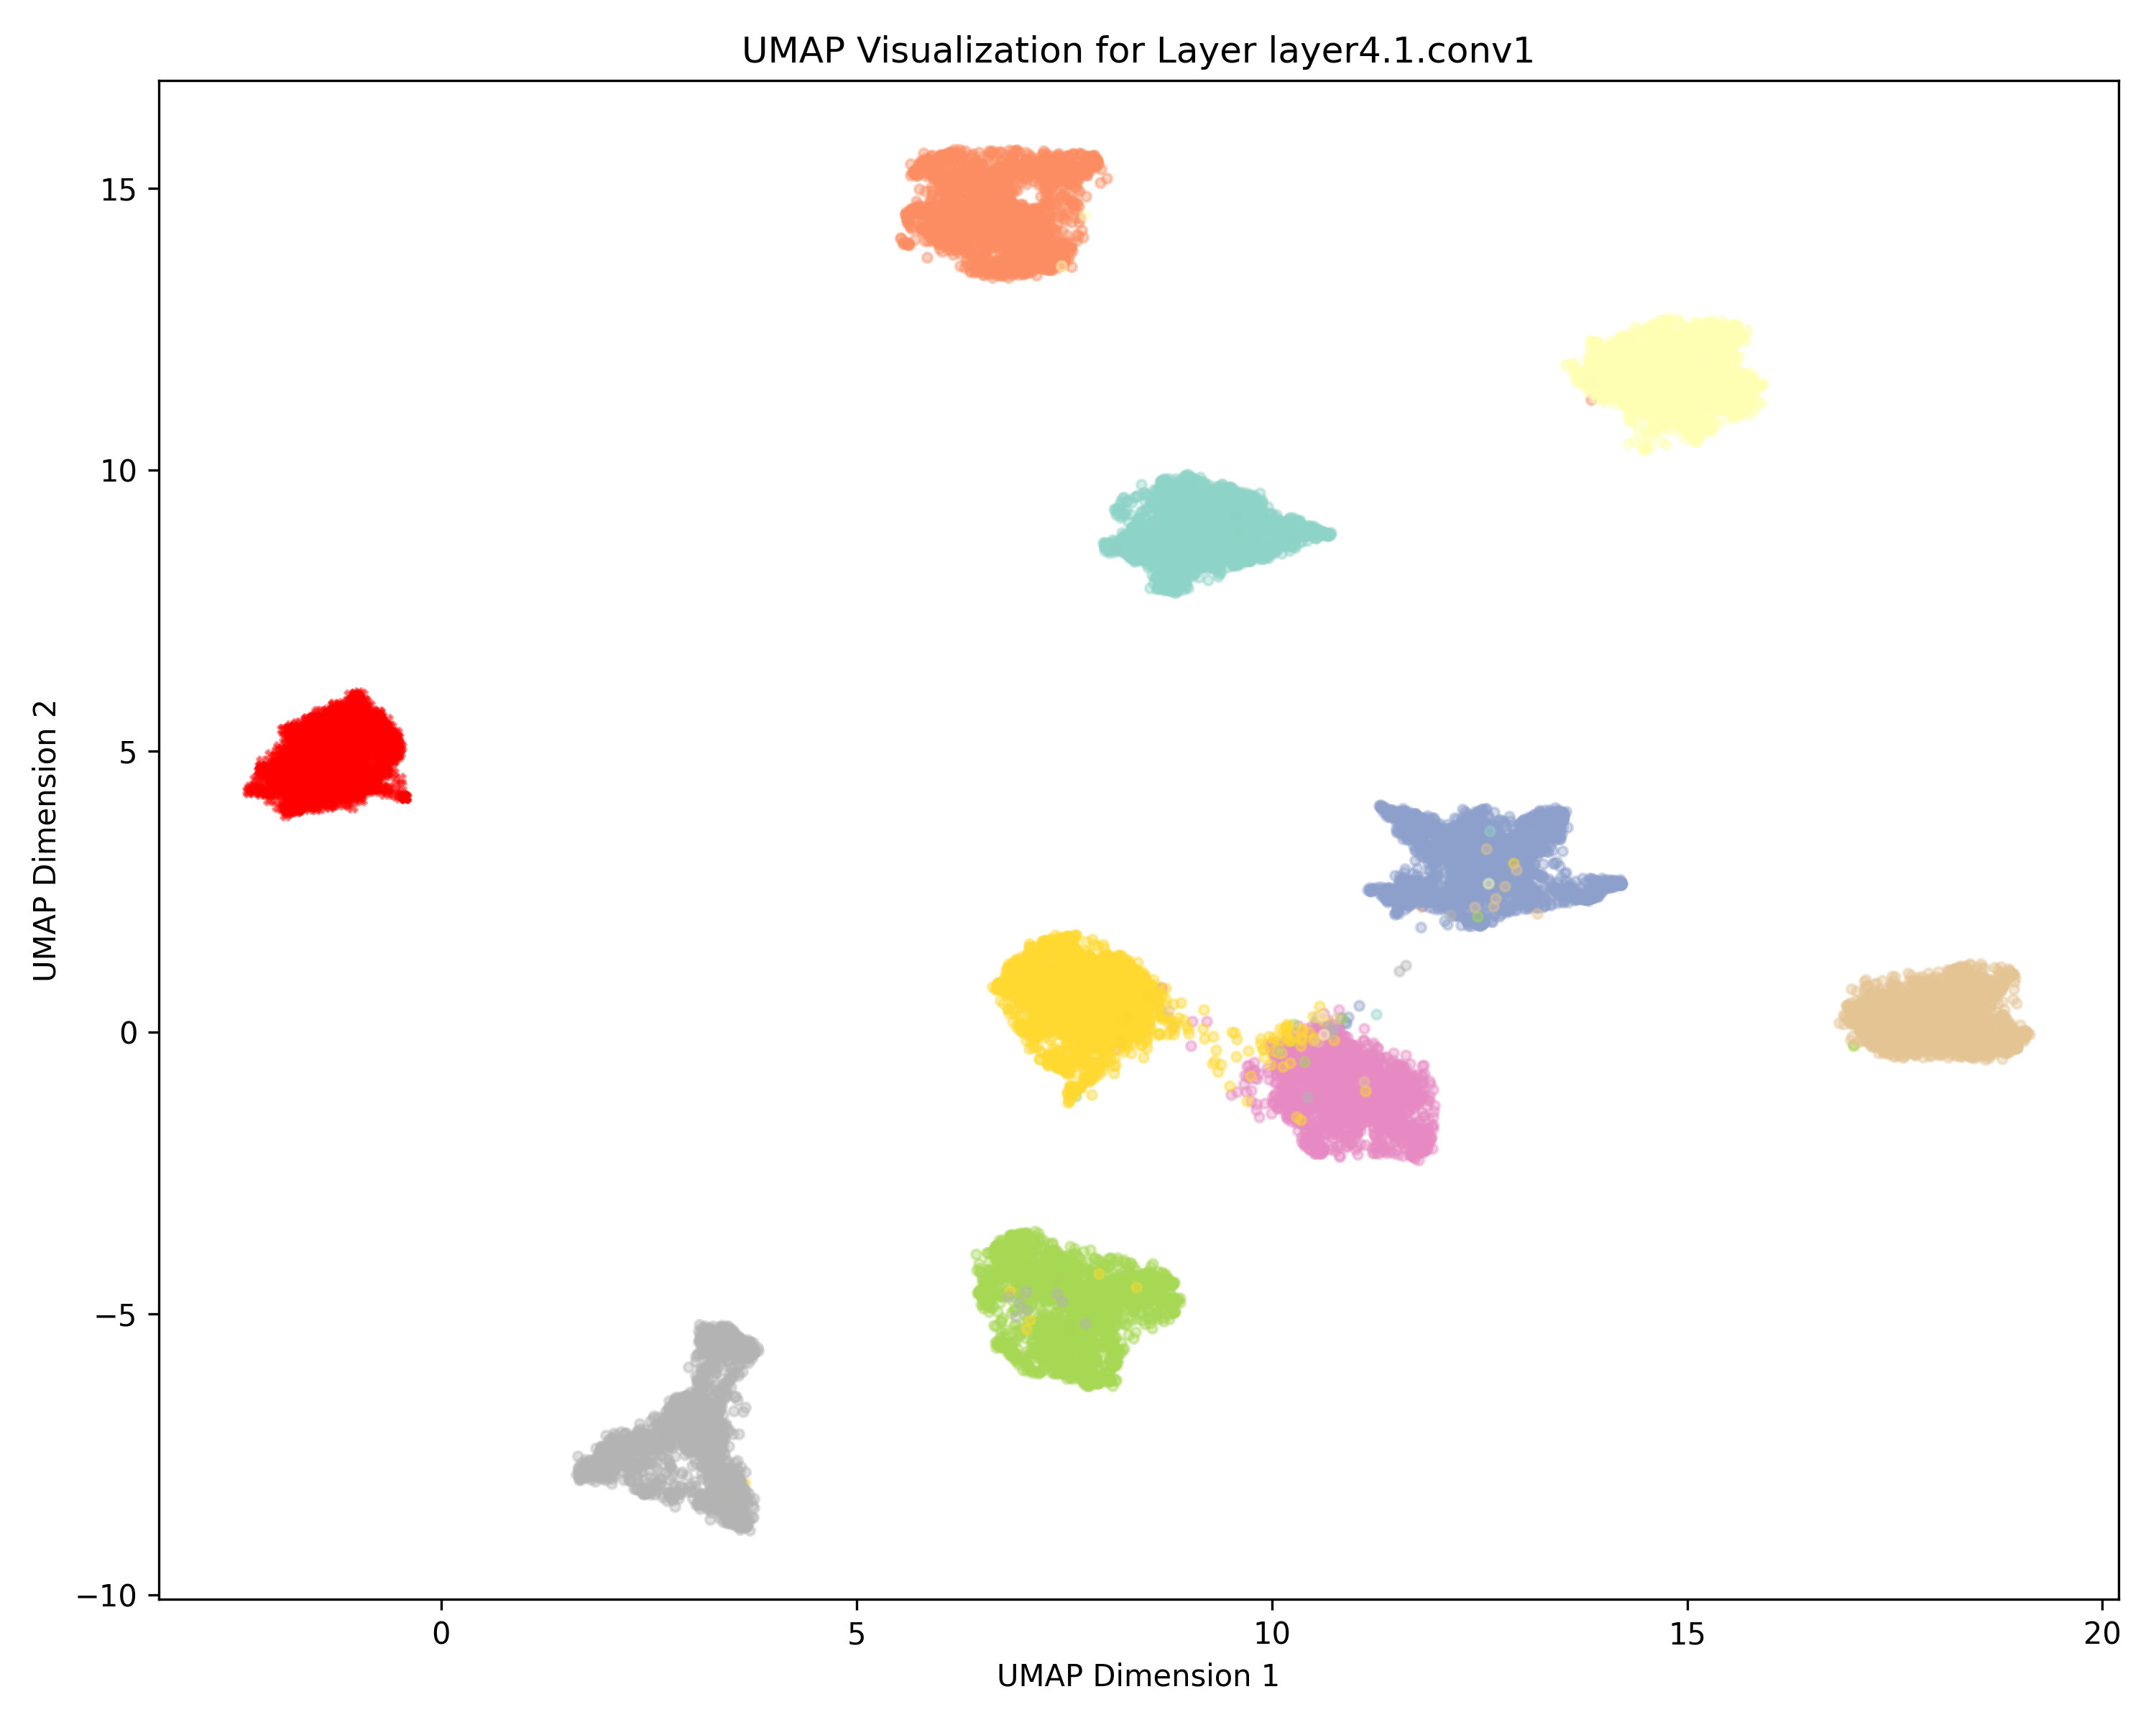 UMAP Visualization for Layer layer4.1.conv1
UMAP Dimension 2
15
10
5
0
−5
−10
0 5 10 15 20
UMAP Dimension 1